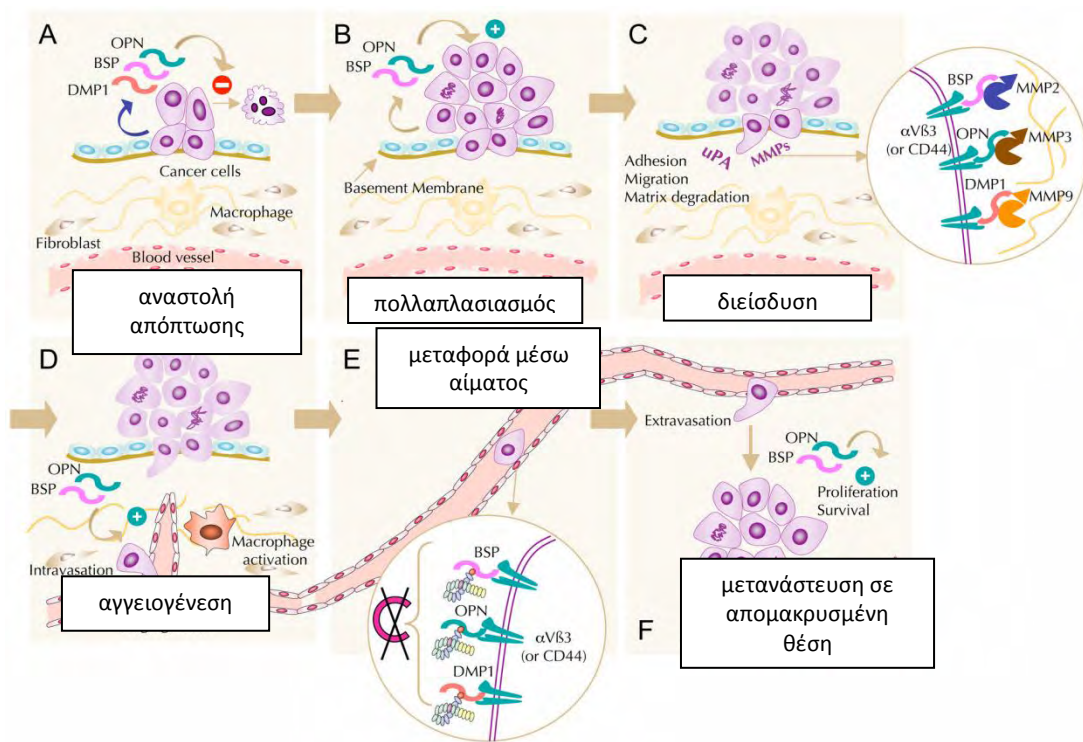 A
OPN
BSP
DMP1
Cancer cells
Macrophage
Fibroblast
Blood vessel
αναστολή
απόπτωσης
B
OPN
BSP
Basement Membrane
πολλαπλασιασμός
C
uPA
MMPs
Adhesion
Migration
Matrix degradation
BSP
MMP2
αVß3
(or CD44)
OPN
MMP3
DMP1
MMP9
διείσδυση
D
OPN
BSP
Intravasation
Macrophage
activation
αγγειογένεση
E
μεταφορά μέσω
αίματος
BSP
OPN
DMP1
αVß3
(or CD44)
Extravasation
OPN
BSP
Proliferation
Survival
F
μετανάστευση σε
απομακρυσμένη
θέση